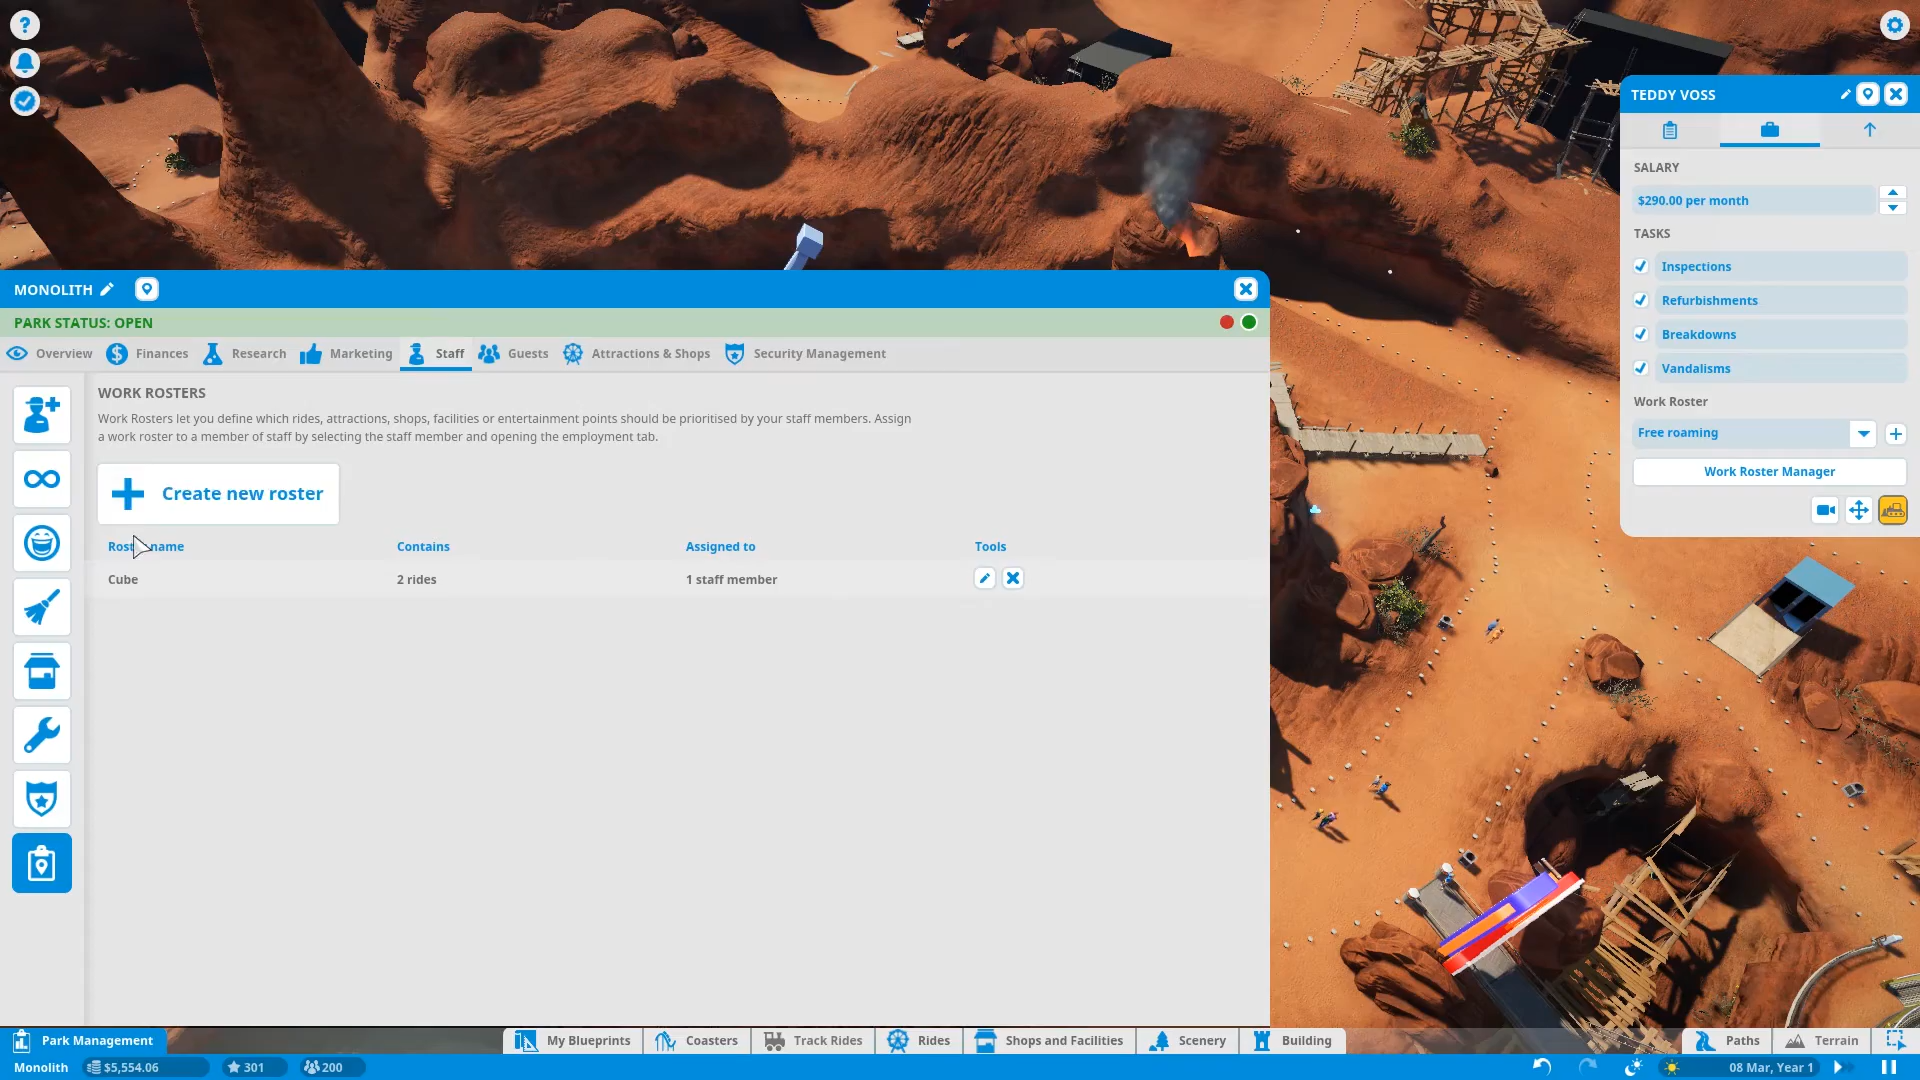 ?
TEDDY VOSS
SALARY
$290.00 per month
TASKS
Inspections
Refurbishments
Breakdowns
Vandalisms
Work Roster
Free roaming
Work Roster Manager
MONOLITH
PARK STATUS: OPEN
Overview
Finances
Research
Marketing
Staff
Guests
Attractions & Shops
Security Management
WORK ROSTERS
Work Rosters let you define which rides, attractions, shops, facilities or entertainment points should be prioritised by your staff members. Assign
a work roster to a member of staff by selecting the staff member and opening the employment tab.
Create new roster
Roster name
Contains
Assigned to
Tools
Cube
2 rides
1 staff member
Park Management
My Blueprints
Coasters
Track Rides
Rides
Shops and Facilities
Scenery
Building
Paths
Terrain
Monolith
$5,554.06
301
200
08 Mar, Year 1